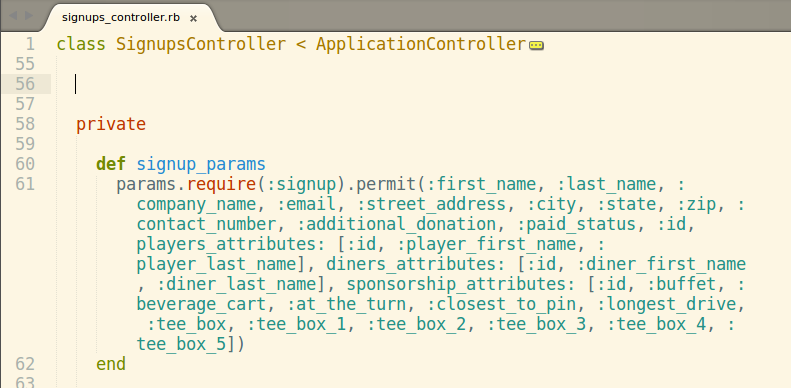 signups_controller.rb ×
1 class SignupsController < ApplicationController
55
56
57
58 private
59
60 def signup_params
61 params.require(:signup).permit(:first_name, :last_name, :
company_name, :email, :street_address, :city, :state, :zip, :
contact_number, :additional_donation, :paid_status, :id,
players_attributes: [:id, :player_first_name, :
player_last_name], diners_attributes: [:id, :diner_first_name
, :diner_last_name], sponsorship_attributes: [:id, :buffet, :
beverage_cart, :at_the_turn, :closest_to_pin, :longest_drive,
:tee_box, :tee_box_1, :tee_box_2, :tee_box_3, :tee_box_4, :
tee_box_5])
62 end
63